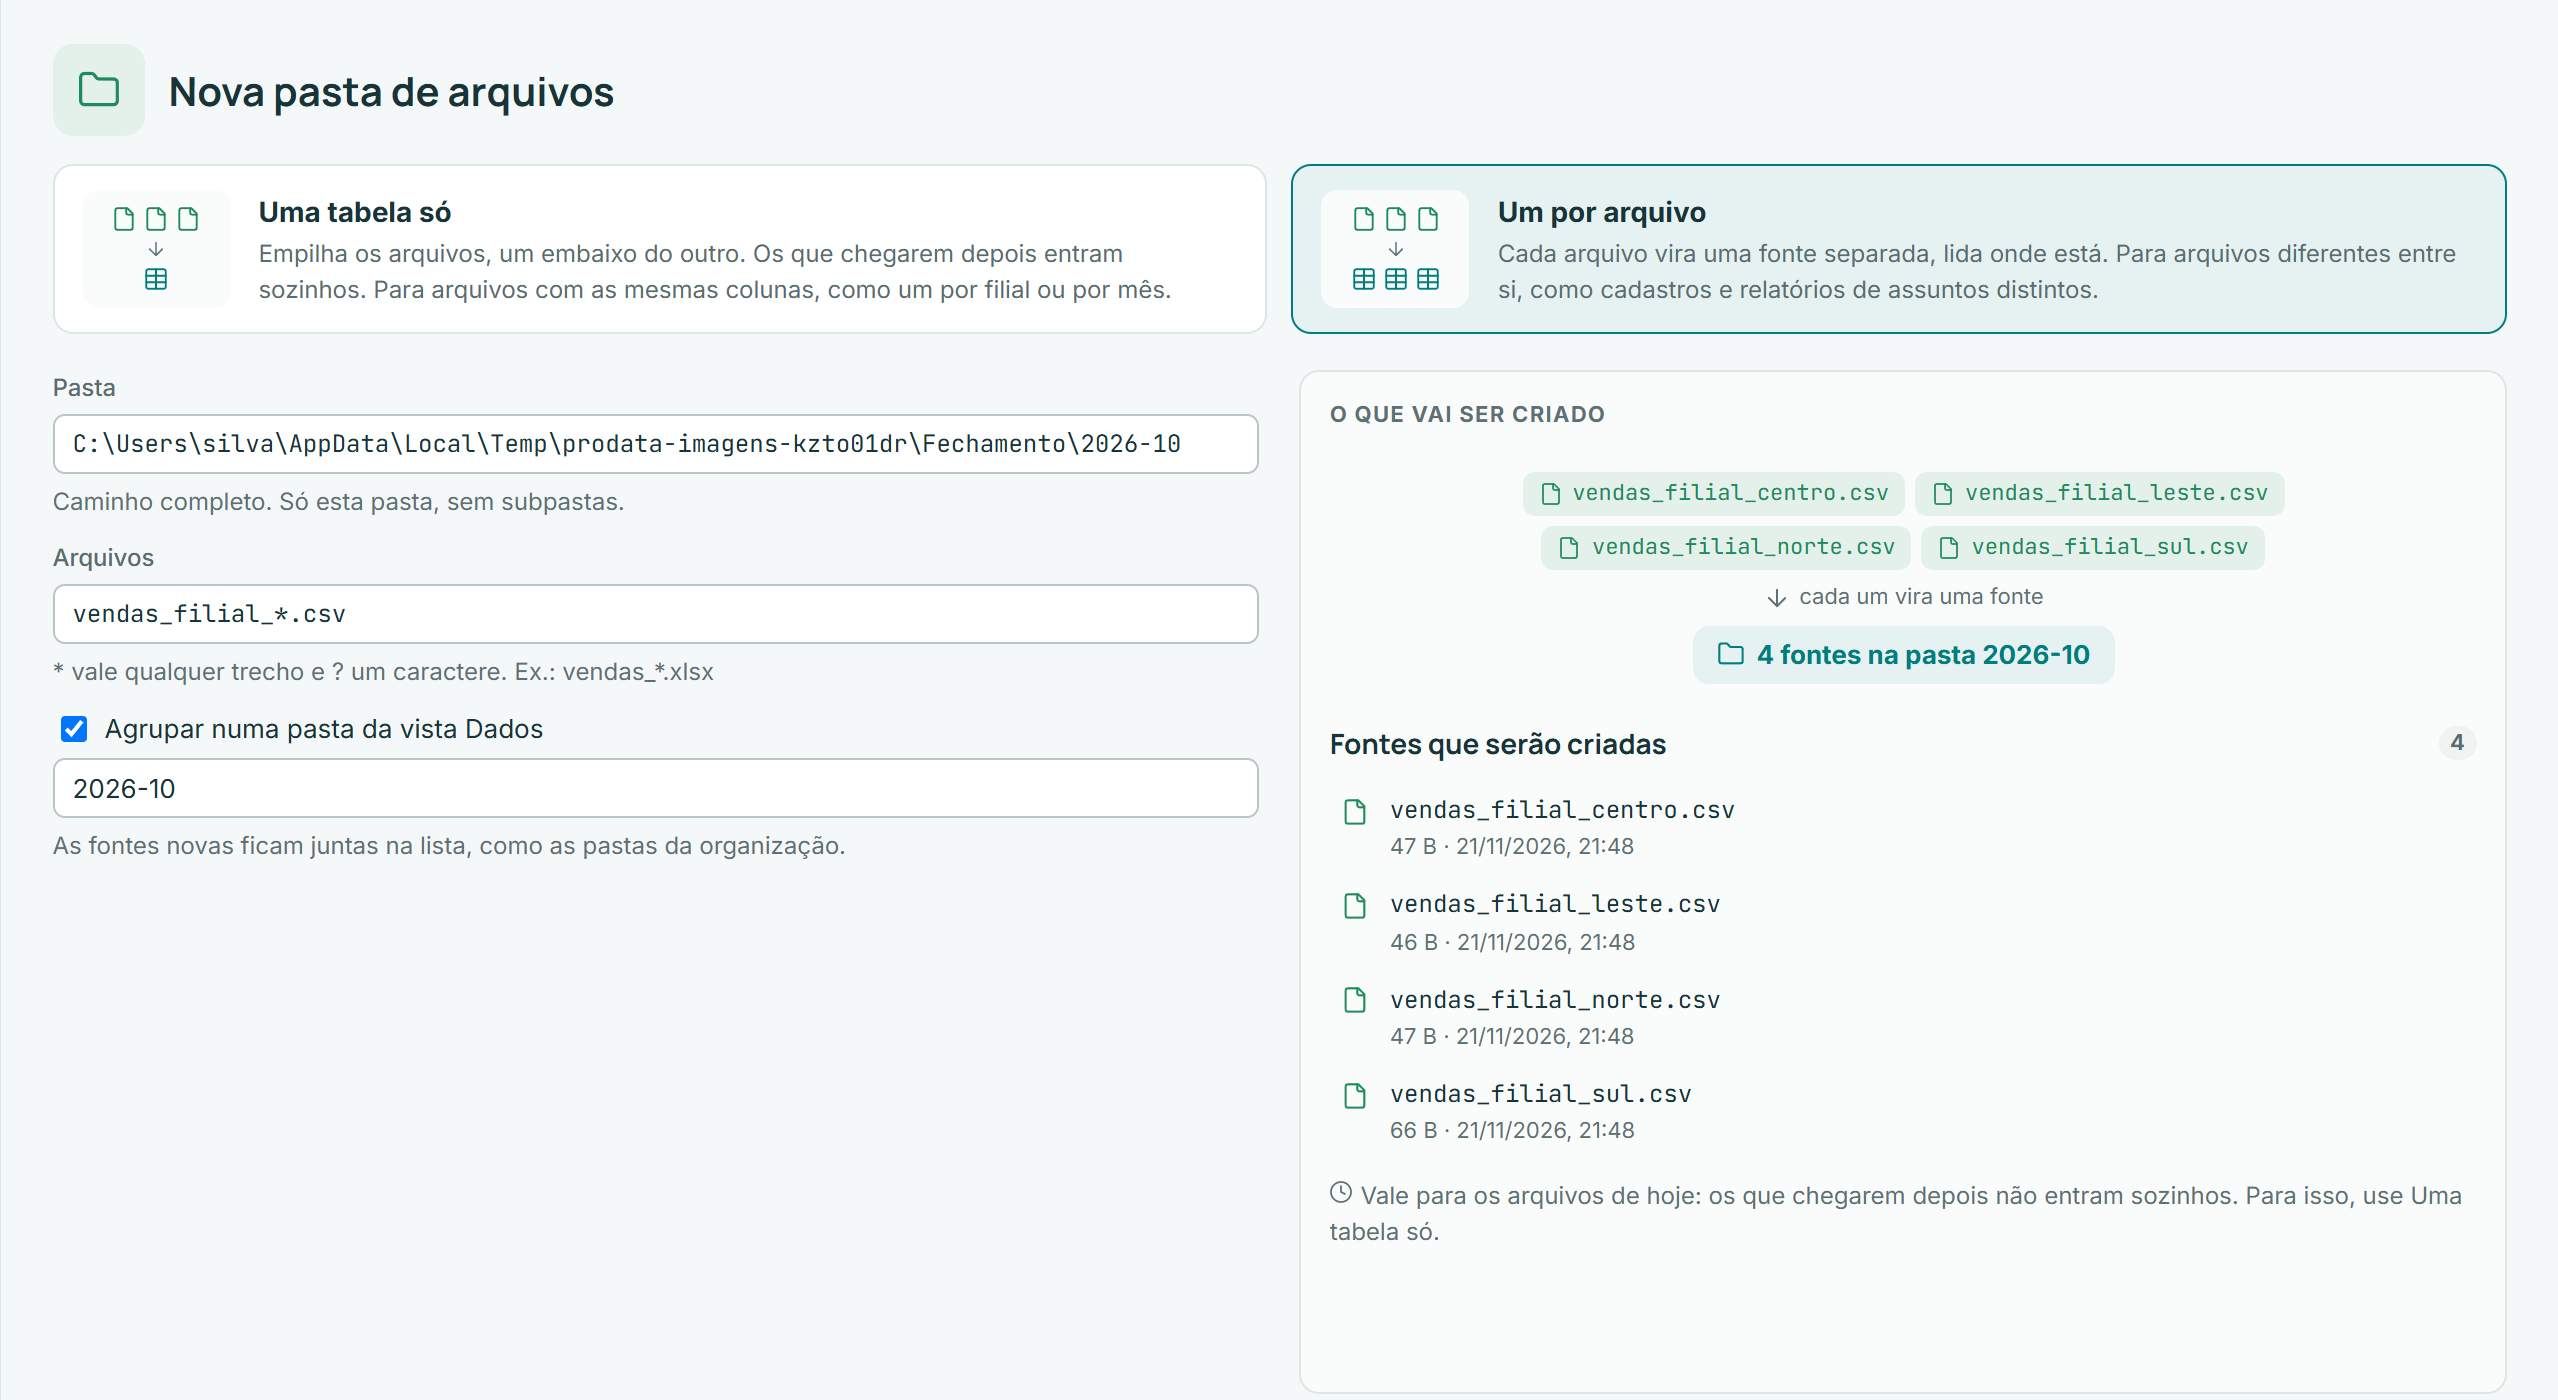 Nova pasta de arquivos
Uma tabela só
Empilha os arquivos, um embaixo do outro. Os que chegarem depois entram
sozinhos. Para arquivos com as mesmas colunas, como um por filial ou por mês.
Um por arquivo
Cada arquivo vira uma fonte separada, lida onde está. Para arquivos diferentes entre
si, como cadastros e relatórios de assuntos distintos.
Pasta
C:\Users\silva\AppData\Local\Temp\prodata-imagens-kzto01dr\Fechamento\2026-10
Caminho completo. Só esta pasta, sem subpastas.
Arquivos
vendas_filial_*.csv
* vale qualquer trecho e ? um caractere. Ex.: vendas_*.xlsx
Agrupar numa pasta da vista Dados
2026-10
As fontes novas ficam juntas na lista, como as pastas da organização.
O QUE VAI SER CRIADO
vendas_filial_centro.csv vendas_filial_leste.csv
vendas_filial_norte.csv vendas_filial_sul.csv
cada um vira uma fonte
4 fontes na pasta 2026-10
Fontes que serão criadas 4
vendas_filial_centro.csv
47 B · 21/11/2026, 21:48
vendas_filial_leste.csv
46 B · 21/11/2026, 21:48
vendas_filial_norte.csv
47 B · 21/11/2026, 21:48
vendas_filial_sul.csv
66 B · 21/11/2026, 21:48
Vale para os arquivos de hoje: os que chegarem depois não entram sozinhos. Para isso, use Uma
tabela só.